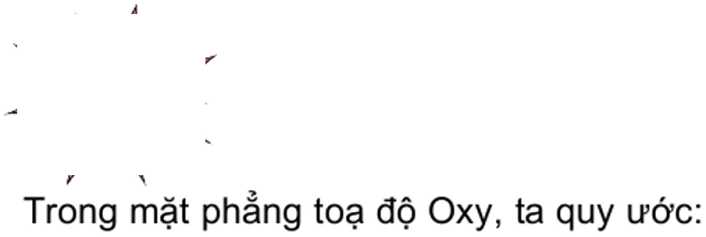 Trong mặt phẳng toạ độ Oxy, ta quy ước: